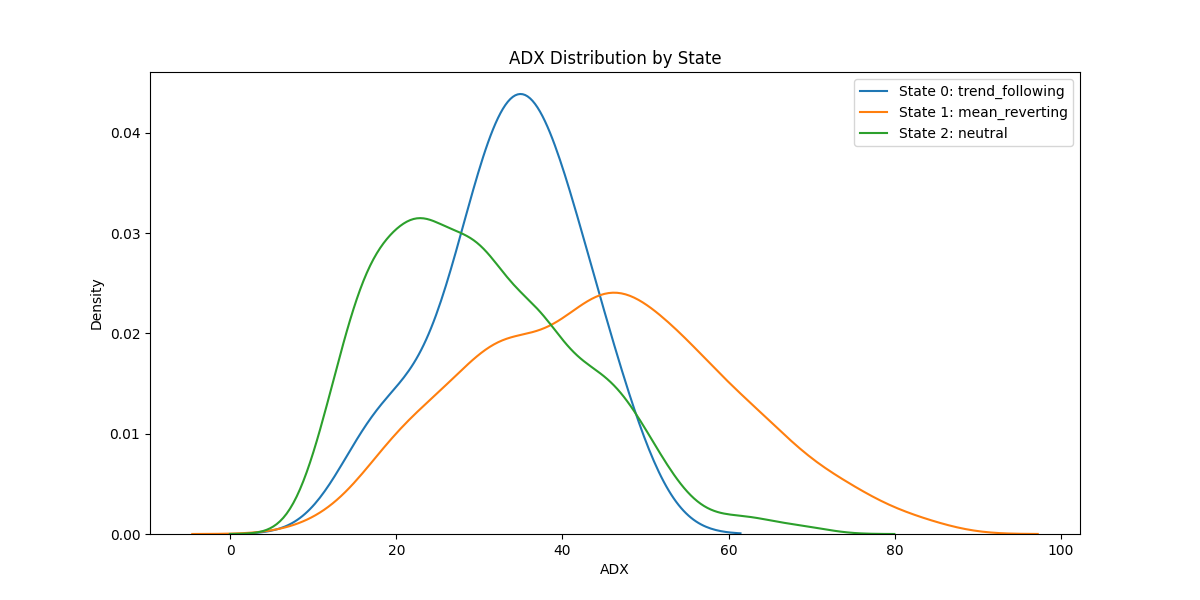 ADX Distribution by State
State 0: trend_following
State 1: mean_reverting
State 2: neutral
Density
0.04
0.03
0.02
0.01
0.00
0 20 40 60 80 100
ADX